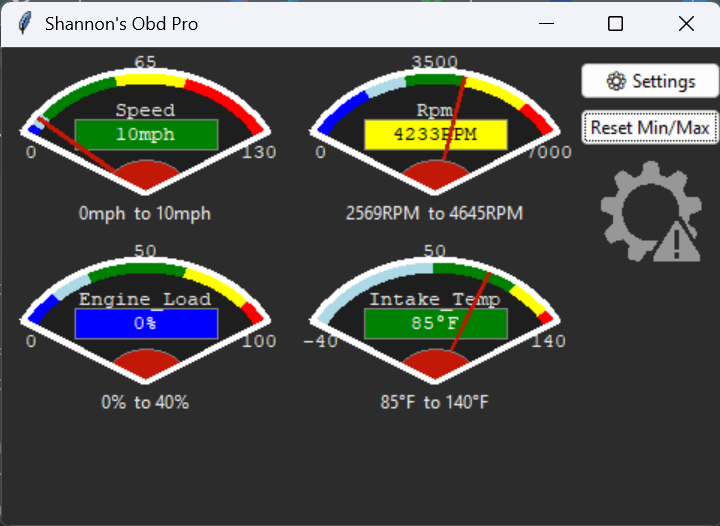 Shannon's Obd Pro
65
Speed
10mph
0 130
0mph to 10mph
3500
Rpm
4233RPM
0 7000
2569RPM to 4645RPM
Settings
Reset Min/Max
50
Engine_Load
0%
0 100
0% to 40%
50
Intake_Temp
85°F
-40 140
85°F to 140°F